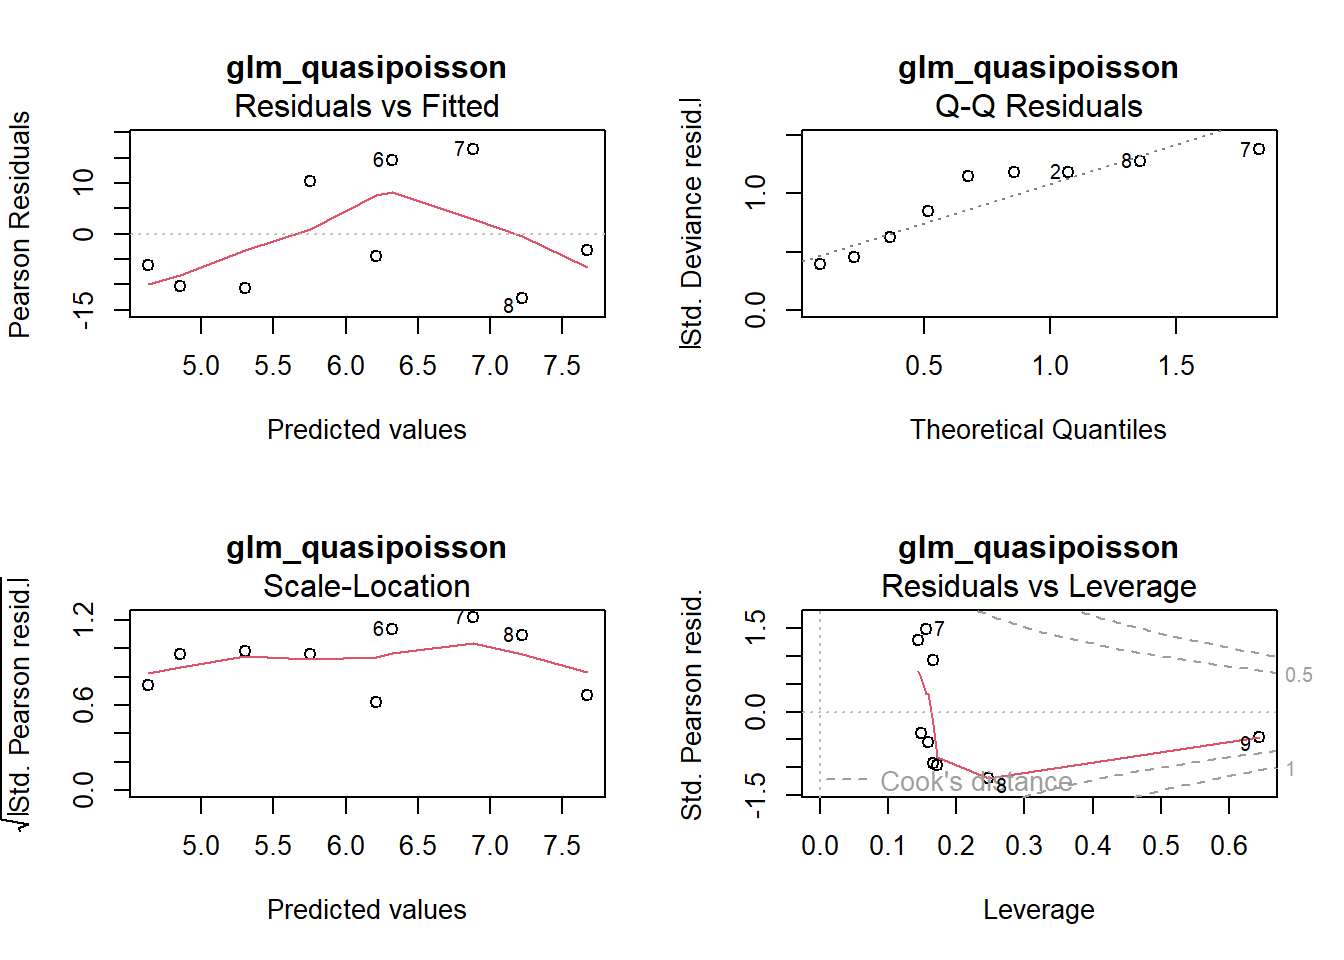 glm_quasipoisson
Residuals vs Fitted
Pearson Residuals
10
0
-15
6
7
8
5.0 5.5 6.0 6.5 7.0 7.5
Predicted values
glm_quasipoisson
Q-Q Residuals
|Std. Deviance resid.|
1.0
0.0
2
8
7
0.5 1.0 1.5
Theoretical Quantiles
glm_quasipoisson
Scale-Location
√|Std. Pearson resid.|
1.2
0.6
0.0
6
7
8
5.0 5.5 6.0 6.5 7.0 7.5
Predicted values
glm_quasipoisson
Residuals vs Leverage
Std. Pearson resid.
1.5
0.0
-1.5
7
9
8
0.5
1
Cook's distance
0.0 0.1 0.2 0.3 0.4 0.5 0.6
Leverage